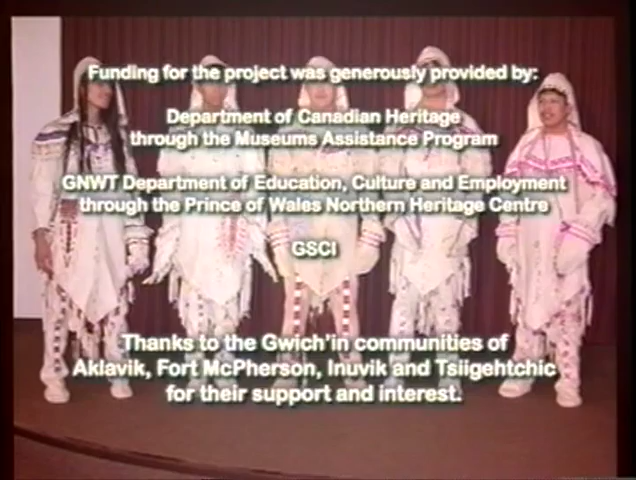 Funding for the project was generously provided by:
Department of Canadian Heritage
through the Museums Assistance Program
GNWT Department of Education, Culture and Employment
through the Prince of Wales Northern Heritage Centre
GSCI
Thanks to the Gwich'in communities of
Aklavik, Fort McPherson, Inuvik and Tsiigehtchic
for their support and interest.